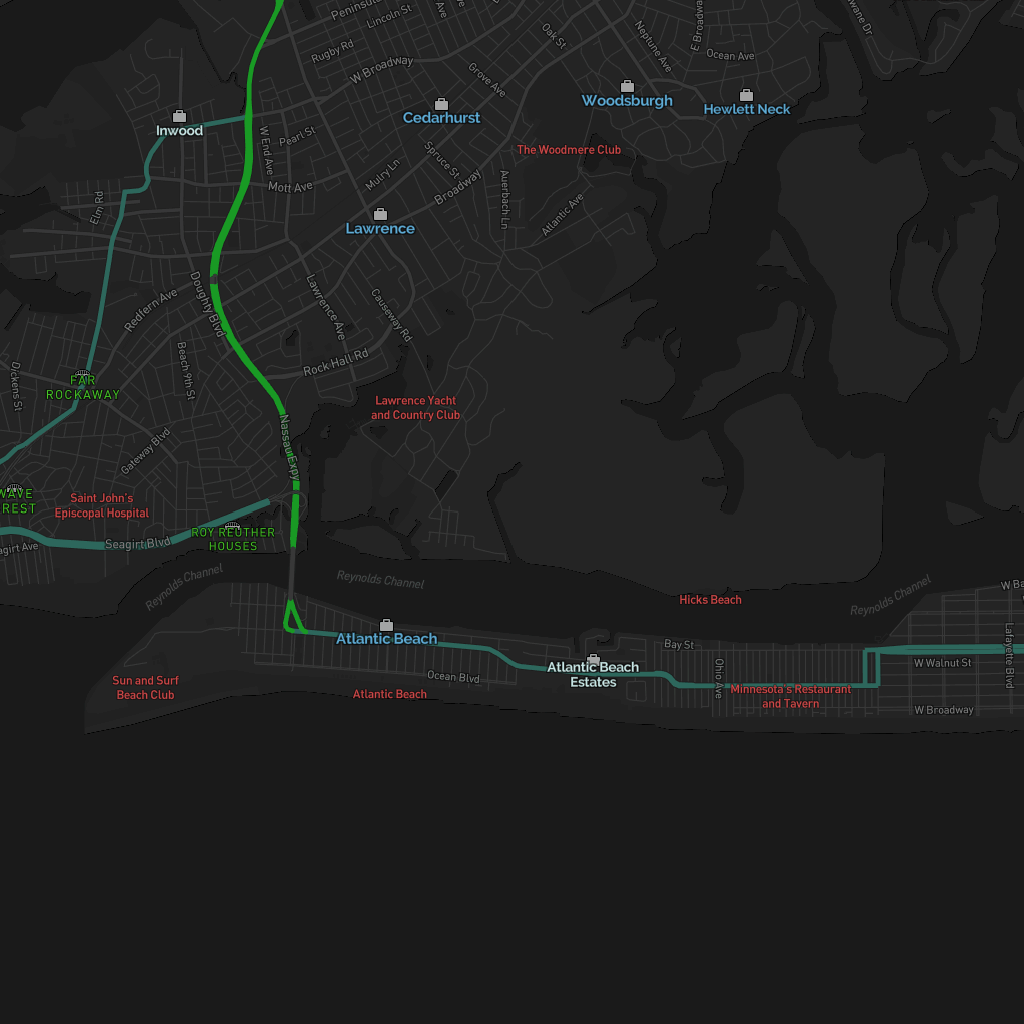 Peninsula
Lincoln St
Ave
Rugby Rd
W Broadway
Oak St
Neptune Ave
E Broadway
Ocean Ave
Grove Ave
Woodsburgh
Hewlett Neck
Cedarhurst
Inwood
W End Ave
Pearl St
The Woodmere Club
Spruce St
Mulry Ln
Broadway
Mott Ave
Auerbach Ln
Atlantic Ave
Elm Rd
Lawrence
Doughty Blvd
Redfern Ave
Lawrence Ave
Causeway Rd
Beach 9th St
Rock Hall Rd
Dickens St
FAR
ROCKAWAY
Lawrence Yacht
and Country Club
Gateway Blvd
Nassau Expy
WAVE
REST
Saint John's
Episcopal Hospital
ROY REUTHER
HOUSES
Seagirt Blvd
agirt Ave
Reynolds Channel
Reynolds Channel
Reynolds Channel
Hicks Beach
W Ba
Atlantic Beach
Bay St
Lafayette Blvd
W Walnut St
Atlantic Beach
Estates
Ohio Ave
Ocean Blvd
Sun and Surf
Beach Club
Atlantic Beach
Minnesota's Restaurant
and Tavern
W Broadway